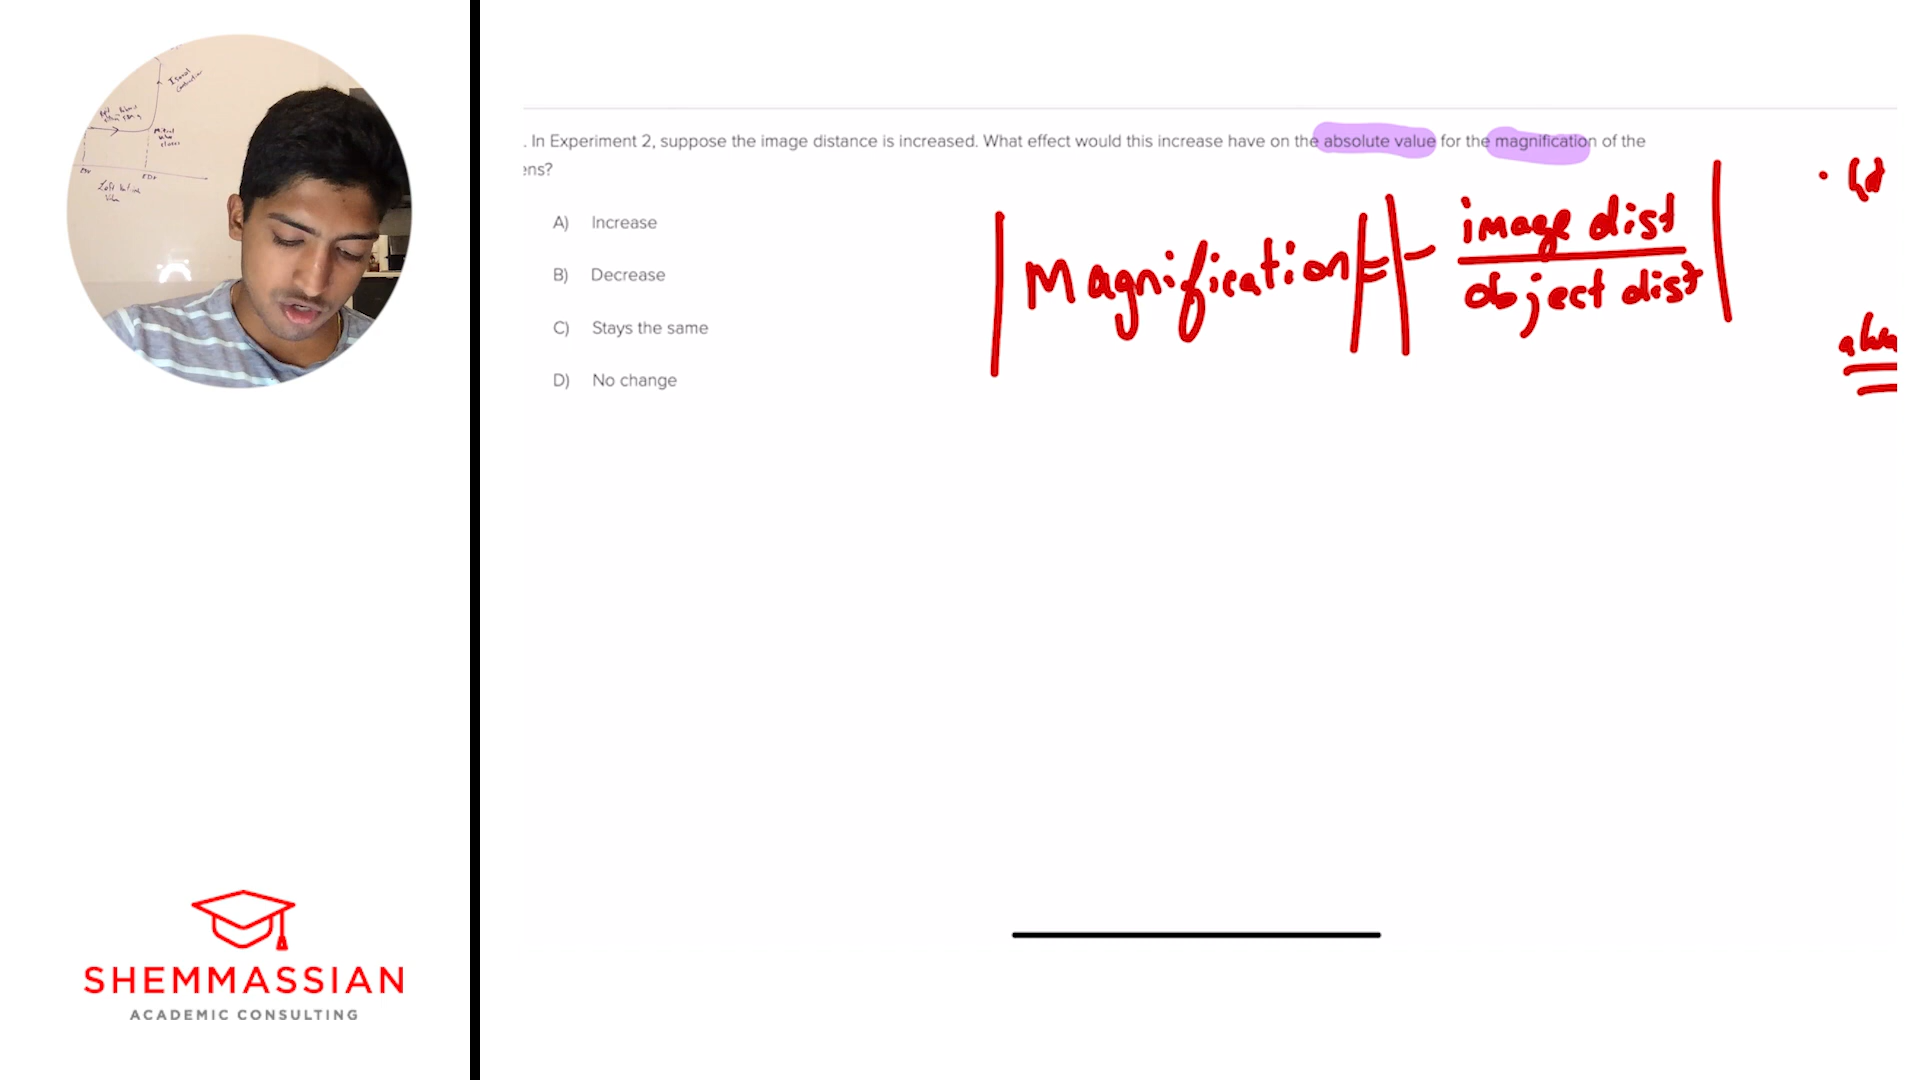 . In Experiment 2, suppose the image distance is increased. What effect would this increase have on the absolute value for the magnification of the
ens?
A) Increase
B) Decrease
C) Stays the same
D) No change
|Magnification| = |- image dist
object dist|
Mitral
Left
SHEMMASSIAN
ACADEMIC CONSULTING